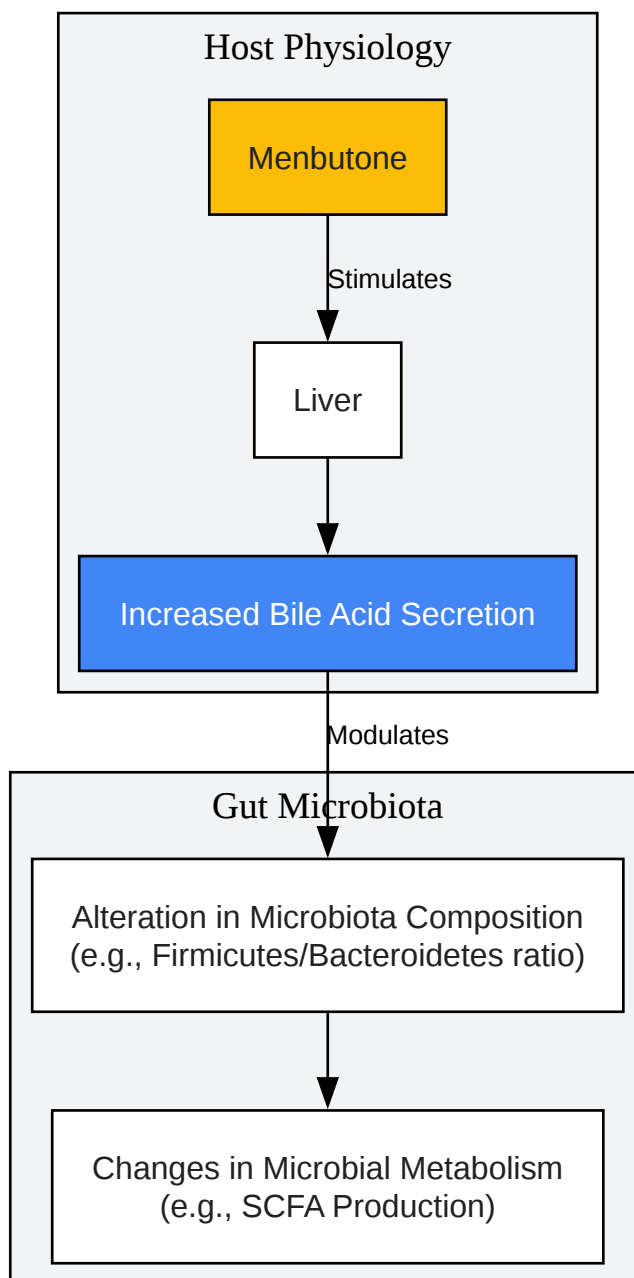 Host Physiology
Menbutone
Stimulates
Liver
Increased Bile Acid Secretion
Modulates
Gut Microbiota
Alteration in Microbiota Composition
(e.g., Firmicutes/Bacteroidetes ratio)
Changes in Microbial Metabolism
(e.g., SCFA Production)